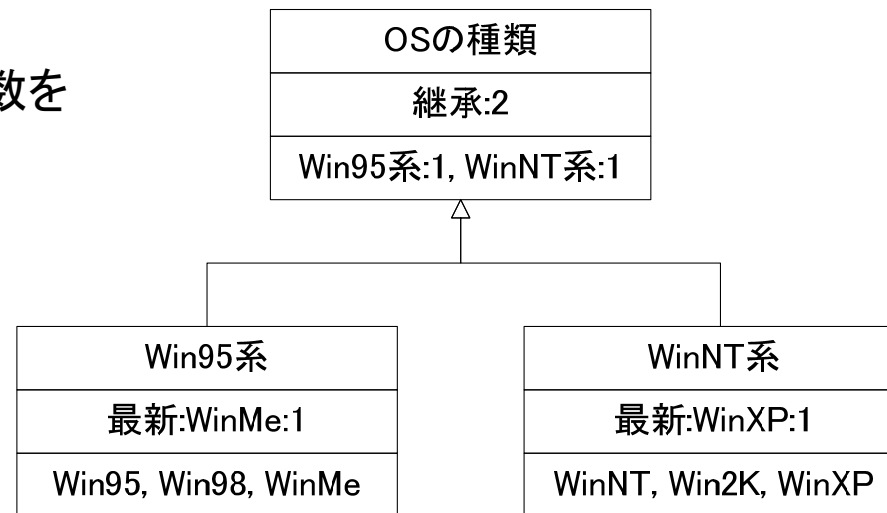 数を
OSの種類
継承:2
Win95系:1, WinNT系:1
Win95系
最新:WinMe:1
Win95, Win98, WinMe
WinNT系
最新:WinXP:1
WinNT, Win2K, WinXP